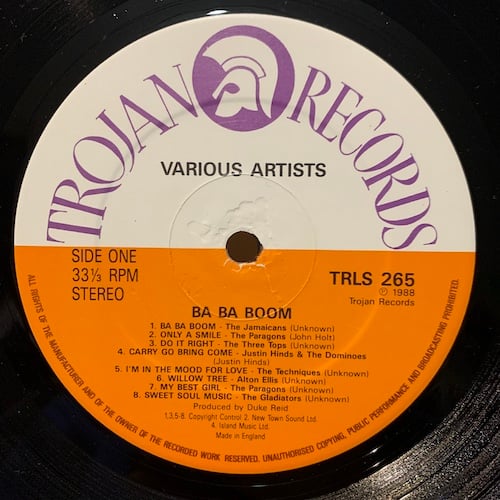 TROJAN RECORDS
VARIOUS ARTISTS
SIDE ONE
33⅓ RPM
STEREO
TRLS 265
℗ 1988
Trojan Records
BA BA BOOM
1. BA BA BOOM - The Jamaicans (Unknown)
2. ONLY A SMILE - The Paragons (John Holt)
3. DO IT RIGHT - The Three Tops (Unknown)
4. CARRY GO BRING COME - Justin Hinds & The Dominoes
(Justin Hinds)
5. I'M IN THE MOOD FOR LOVE - The Techniques (Unknown)
6. WILLOW TREE - Alton Ellis (Unknown)
7. MY BEST GIRL - The Paragons (Unknown)
8. SWEET SOUL MUSIC - The Gladiators (Unknown)
Produced by Duke Reid
1,3,5-8. Copyright Control 2. New Town Sound Ltd.
4. Island Music Ltd.
Made in England
ALL RIGHTS OF THE MANUFACTURER AND OF THE OWNER OF THE RECORDED WORK RESERVED. UNAUTHORISED COPYING, PUBLIC PERFORMANCE AND BROADCASTING PROHIBITED.